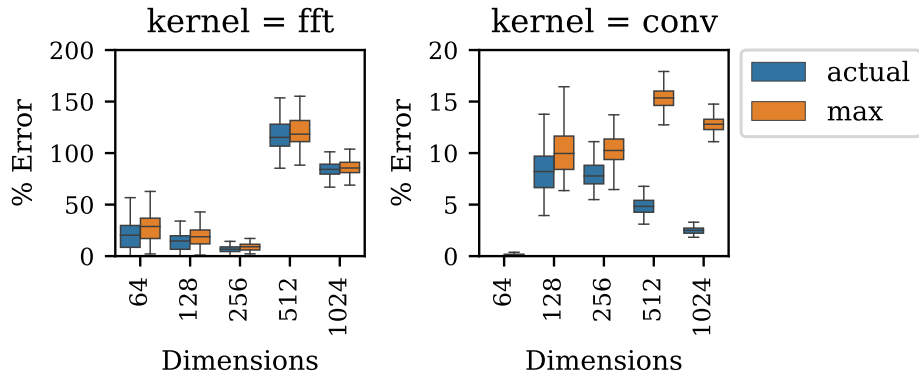 kernel = fft
% Error
200
150
100
50
0
64
128
256
512
1024
Dimensions
kernel = conv
% Error
20
15
10
5
0
64
128
256
512
1024
Dimensions
actual
max